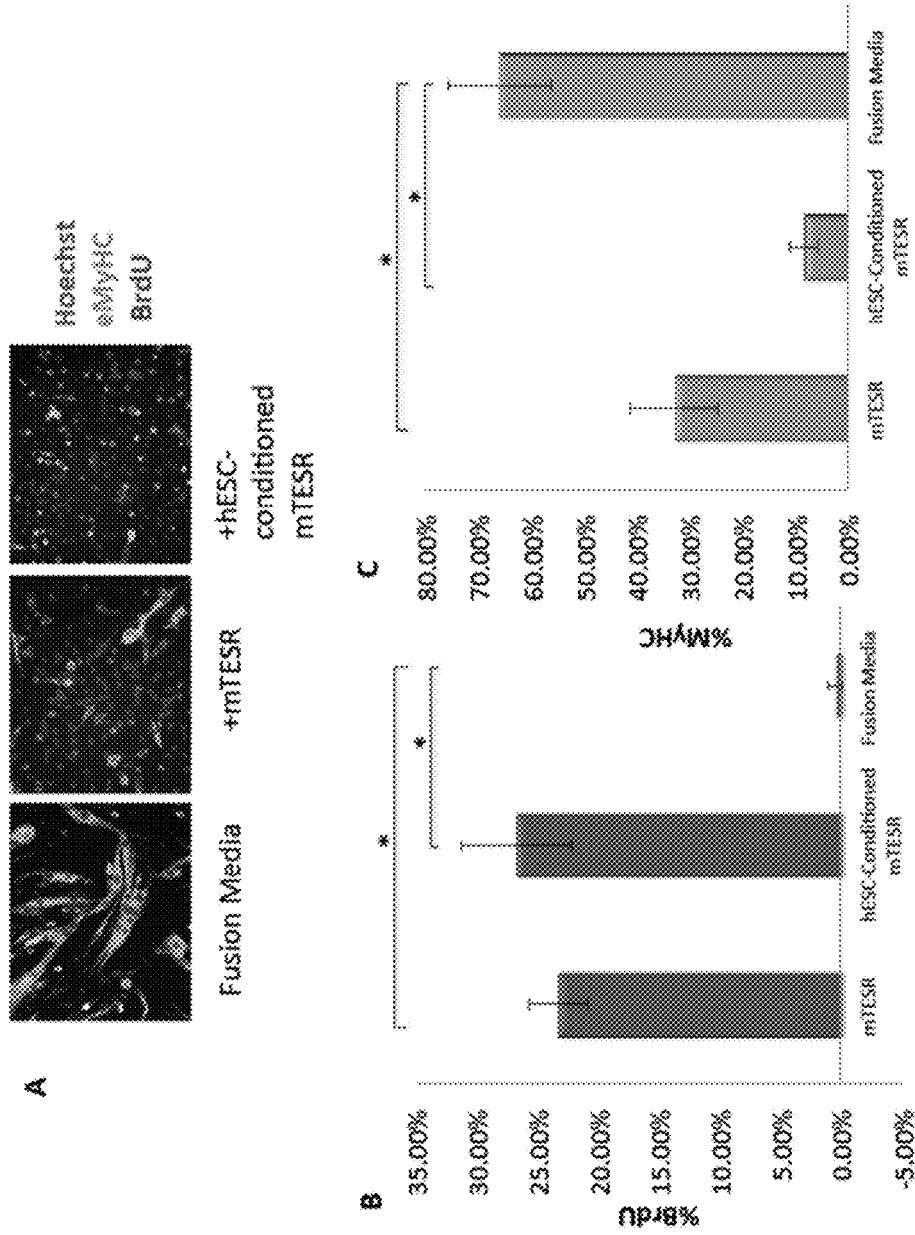 A
Hoechst
eMyHC
BrdU
Fusion Media
+mTESR
+hESC-
conditioned
mTESR
B
%BrdU
35.00%
30.00%
25.00%
20.00%
15.00%
10.00%
5.00%
0.00%
-5.00%
*
*
mTESR
hESC-Conditioned
mTESR
Fusion Media
C
%MyHC
80.00%
70.00%
60.00%
50.00%
40.00%
30.00%
20.00%
10.00%
0.00%
*
*
mTESR
hESC-Conditioned
mTESR
Fusion Media